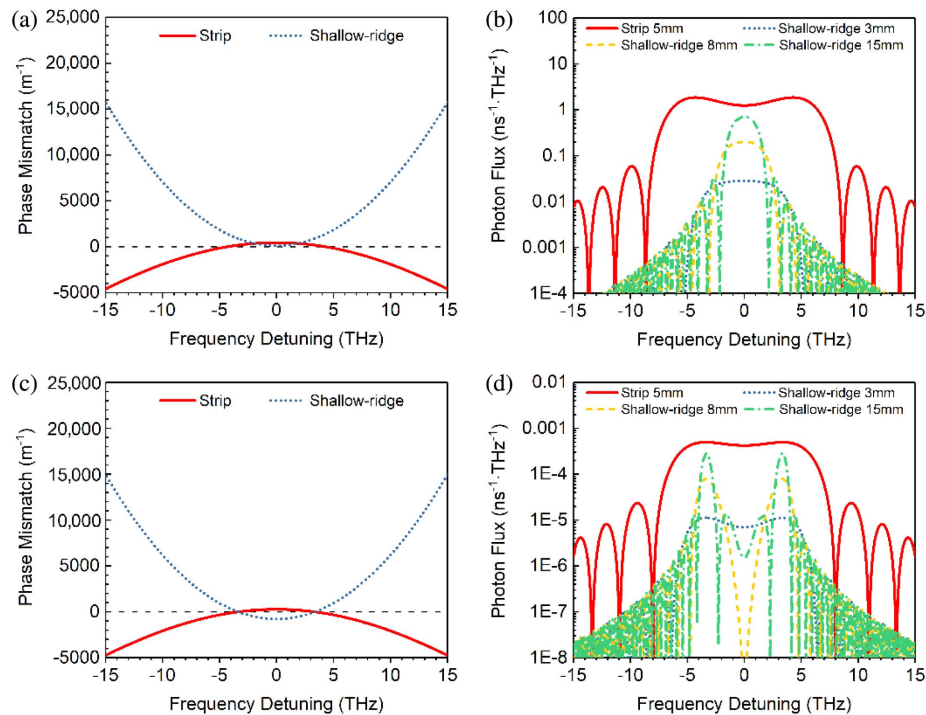 (a)
Strip
Shallow-ridge
25,000
20,000
15,000
10,000
5000
0
-5000
Phase Mismatch (m⁻¹)
-15 -10 -5 0 5 10 15
Frequency Detuning (THz)
(b)
Strip 5mm
Shallow-ridge 3mm
Shallow-ridge 8mm
Shallow-ridge 15mm
100
10
1
0.1
0.01
0.001
1E-4
Photon Flux (ns⁻¹·THz⁻¹)
-15 -10 -5 0 5 10 15
Frequency Detuning (THz)
(c)
Strip
Shallow-ridge
25,000
20,000
15,000
10,000
5000
0
-5000
Phase Mismatch (m⁻¹)
-15 -10 -5 0 5 10 15
Frequency Detuning (THz)
(d)
Strip 5mm
Shallow-ridge 3mm
Shallow-ridge 8mm
Shallow-ridge 15mm
0.01
0.001
1E-4
1E-5
1E-6
1E-7
1E-8
Photon Flux (ns⁻¹·THz⁻¹)
-15 -10 -5 0 5 10 15
Frequency Detuning (THz)